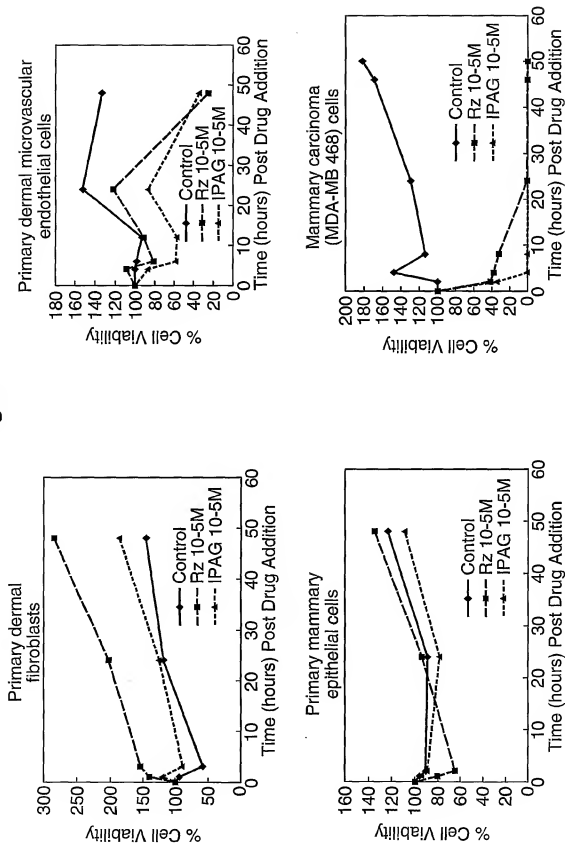 Primary dermal
fibroblasts
% Cell Viability
300
250
200
150
100
50
0
0 10 20 30 40 50 60
Time (hours) Post Drug Addition
Control
Rz 10-5M
IPAG 10-5M
Primary dermal microvascular
endothelial cells
% Cell Viability
180
160
140
120
100
80
60
40
20
0
0 10 20 30 40 50 60
Time (hours) Post Drug Addition
Control
Rz 10-5M
IPAG 10-5M
Primary mammary
epithelial cells
% Cell Viability
160
140
120
100
80
60
40
20
0
0 10 20 30 40 50 60
Time (hours) Post Drug Addition
Control
Rz 10-5M
IPAG 10-5M
Mammary carcinoma
(MDA-MB 468) cells
% Cell Viability
200
180
160
140
120
100
80
60
40
20
0
0 10 20 30 40 50 60
Time (hours) Post Drug Addition
Control
Rz 10-5M
IPAG 10-5M